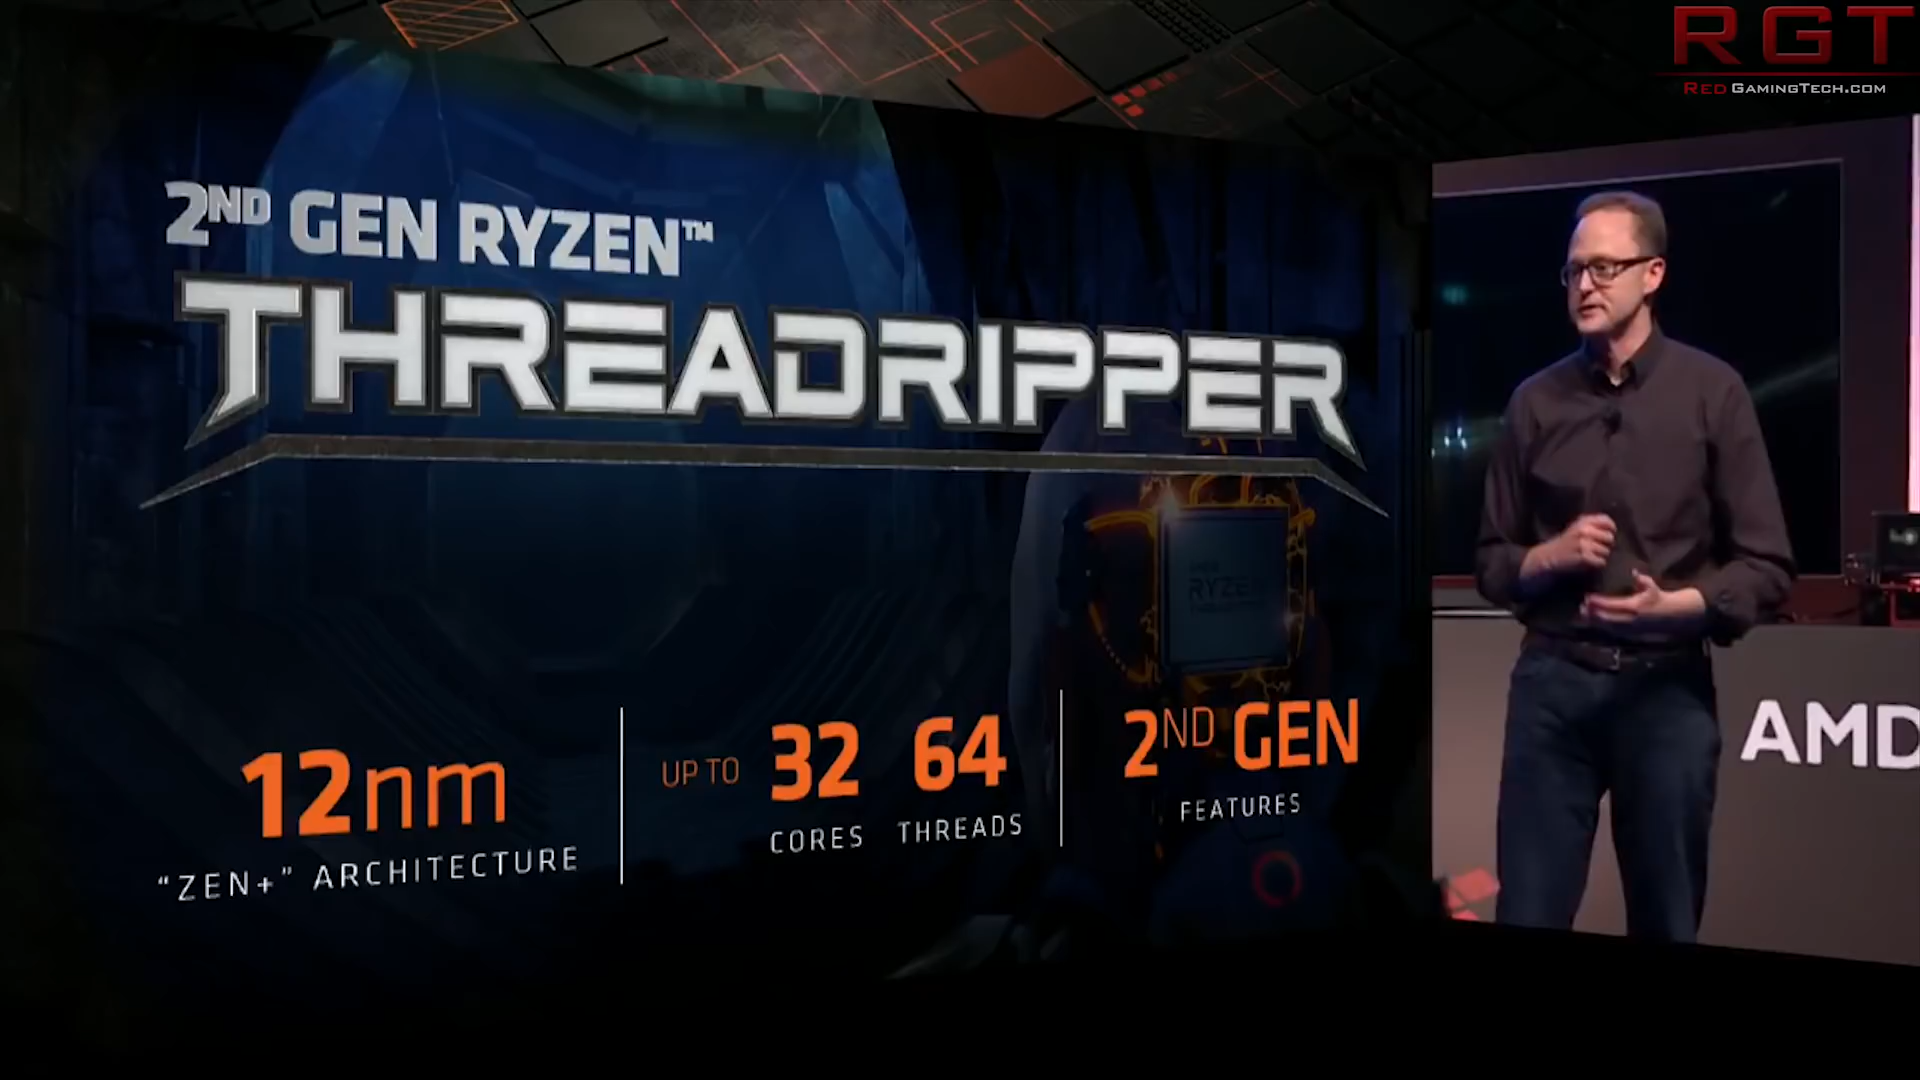 RGT
RedGamingTech.com
2ND GEN RYZEN™
THREADRIPPER
RYZEN
12nm
"ZEN+" ARCHITECTURE
UP TO 32 64
CORES THREADS
2ND GEN
FEATURES
AMD